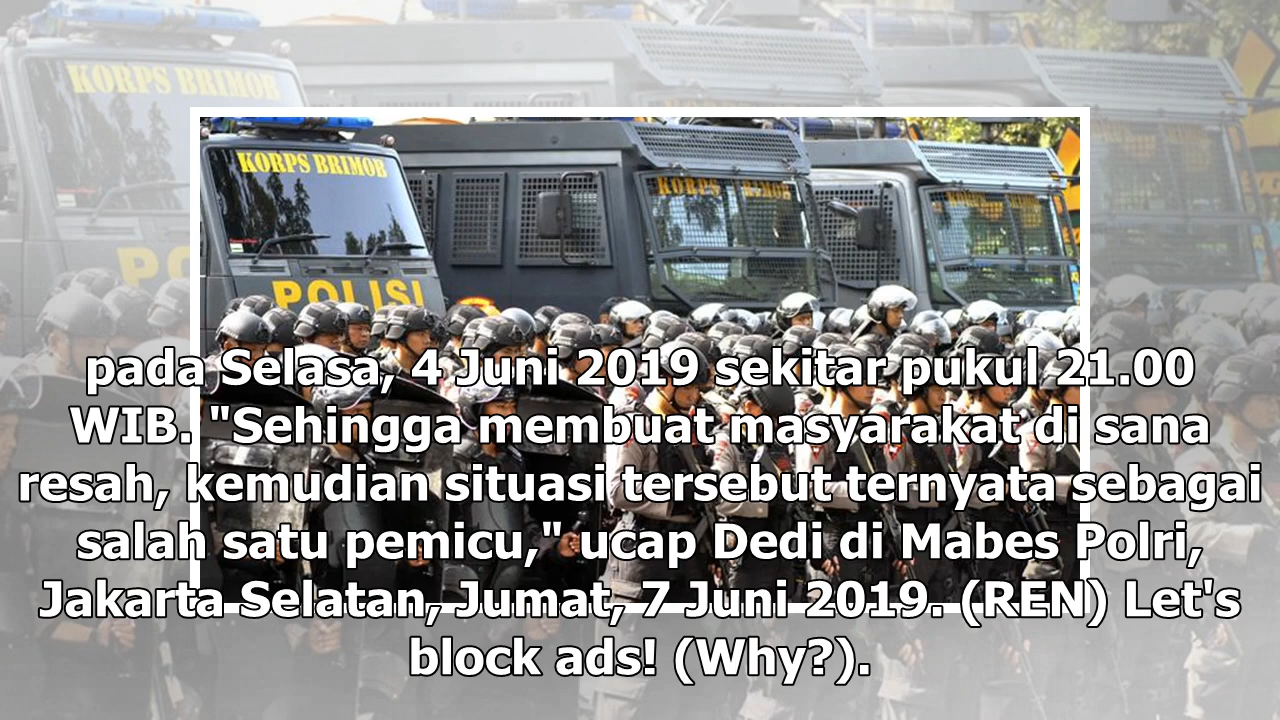 KORPS BRIMOB
KORPS BRIMOB
POLISI
pada Selasa, 4 Juni 2019 sekitar pukul 21.00
WIB. "Sehingga membuat masyarakat di sana
resah, kemudian situasi tersebut ternyata sebagai
salah satu pemicu," ucap Dedi di Mabes Polri,
Jakarta Selatan, Jumat, 7 Juni 2019. (REN) Let's
block ads! (Why?).